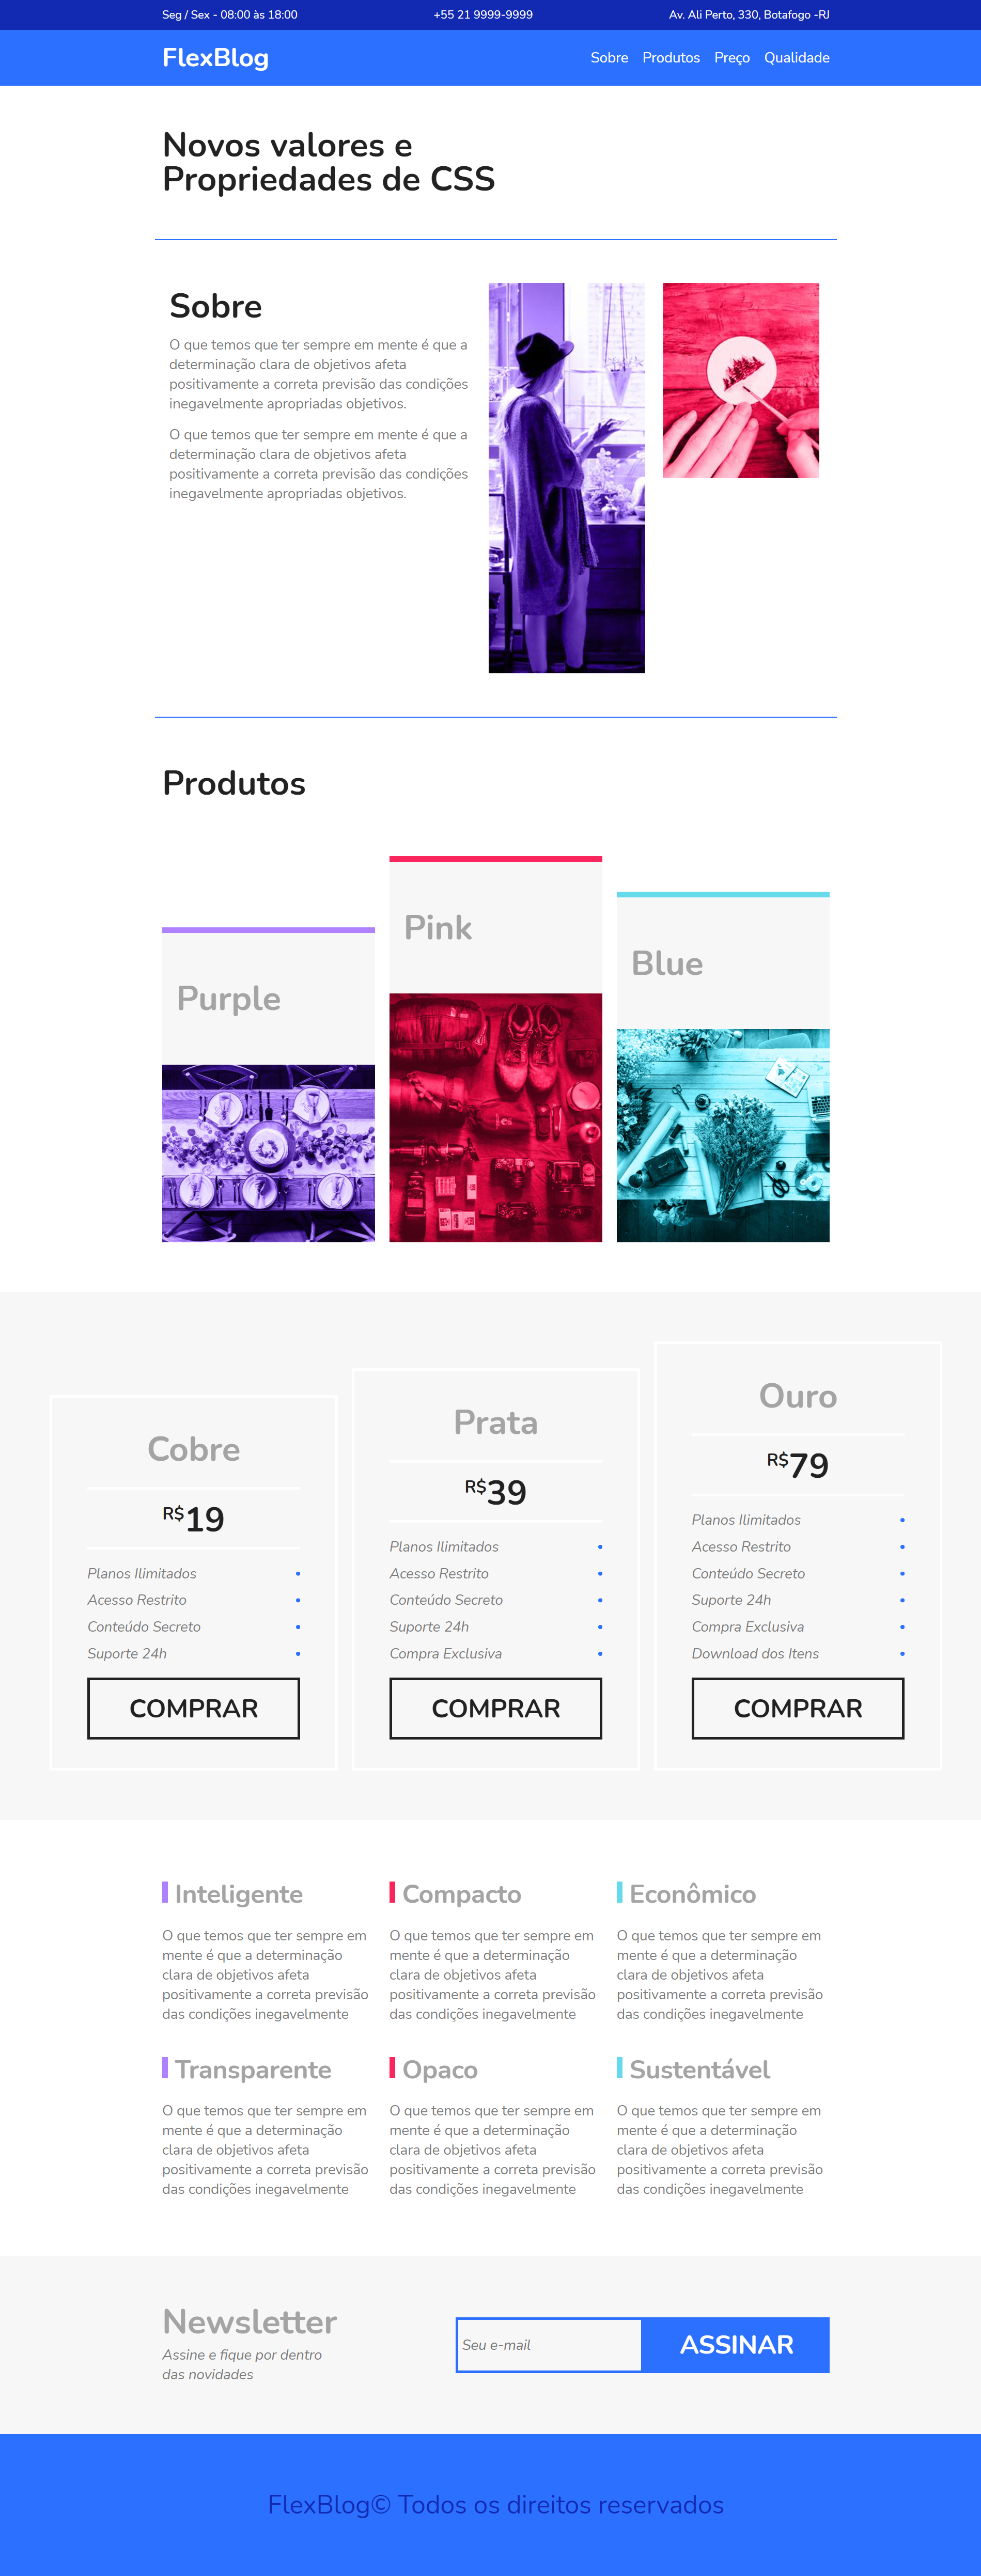 Seg / Sex - 08:00 às 18:00
+55 21 9999-9999
Av. Ali Perto, 330, Botafogo -RJ
FlexBlog
Sobre Produtos Preço Qualidade
Novos valores e
Propriedades de CSS
Sobre
O que temos que ter sempre em mente é que a
determinação clara de objetivos afeta
positivamente a correta previsão das condições
inegavelmente apropriadas objetivos.
O que temos que ter sempre em mente é que a
determinação clara de objetivos afeta
positivamente a correta previsão das condições
inegavelmente apropriadas objetivos.
Produtos
Purple
Pink
Blue
Cobre
R$19
Planos Ilimitados
Acesso Restrito
Conteúdo Secreto
Suporte 24h
COMPRAR
Prata
R$39
Planos Ilimitados
Acesso Restrito
Conteúdo Secreto
Suporte 24h
Compra Exclusiva
COMPRAR
Ouro
R$79
Planos Ilimitados
Acesso Restrito
Conteúdo Secreto
Suporte 24h
Compra Exclusiva
Download dos Itens
COMPRAR
Inteligente
O que temos que ter sempre em
mente é que a determinação
clara de objetivos afeta
positivamente a correta previsão
das condições inegavelmente
Compacto
O que temos que ter sempre em
mente é que a determinação
clara de objetivos afeta
positivamente a correta previsão
das condições inegavelmente
Econômico
O que temos que ter sempre em
mente é que a determinação
clara de objetivos afeta
positivamente a correta previsão
das condições inegavelmente
Transparente
O que temos que ter sempre em
mente é que a determinação
clara de objetivos afeta
positivamente a correta previsão
das condições inegavelmente
Opaco
O que temos que ter sempre em
mente é que a determinação
clara de objetivos afeta
positivamente a correta previsão
das condições inegavelmente
Sustentável
O que temos que ter sempre em
mente é que a determinação
clara de objetivos afeta
positivamente a correta previsão
das condições inegavelmente
Newsletter
Assine e fique por dentro
das novidades
Seu e-mail
ASSINAR
FlexBlog© Todos os direitos reservados